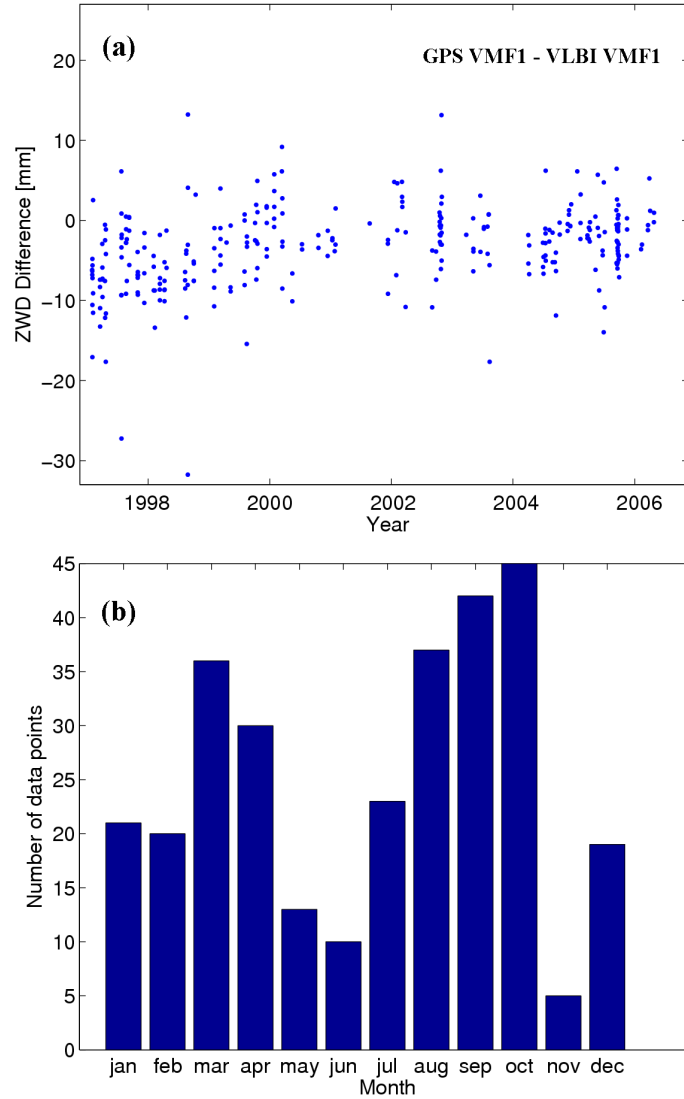 (a)
GPS VMF1 - VLBI VMF1
20
10
0
−10
−20
−30
ZWD Difference [mm]
1998 2000 2002 2004 2006
Year
(b)
45
40
35
30
25
20
15
10
5
0
Number of data points
jan feb mar apr may jun jul aug sep oct nov dec
Month